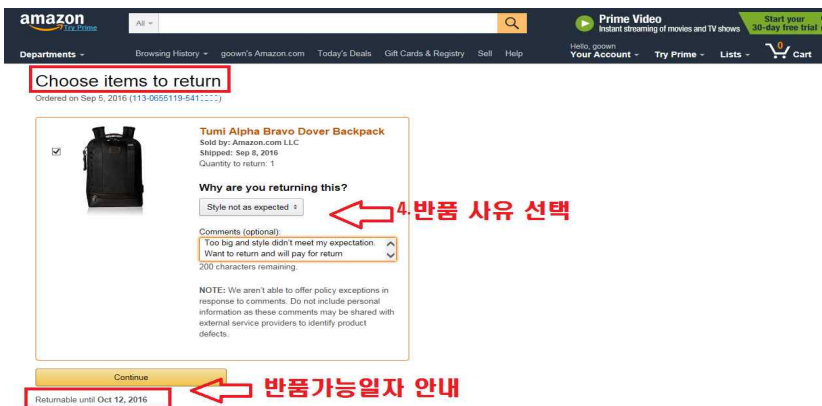 amazon
Try Prime
All
Prime Video
Instant streaming of movies and TV shows
Start your
30-day free trial
Departments
Browsing History
goown's Amazon.com
Today's Deals
Gift Cards & Registry
Sell
Help
Hello, goown
Your Account
Try Prime
Lists
0
Cart
Choose items to return
Ordered on Sep 5, 2016 (113-0655119-541
Tumi Alpha Bravo Dover Backpack
Sold by: Amazon.com LLC
Shipped: Sep 8, 2016
Quantity to return: 1
Why are you returning this?
Style not as expected
4.반품 사유 선택
Comments (optional):
Too big and style didn't meet my expectation.
Want to return and will pay for return
200 characters remaining.
NOTE: We aren't able to offer policy exceptions in
response to comments. Do not include personal
information as these comments may be shared with
external service providers to identify product
defects.
Continue
반품가능일자 안내
Returnable until Oct 12, 2016